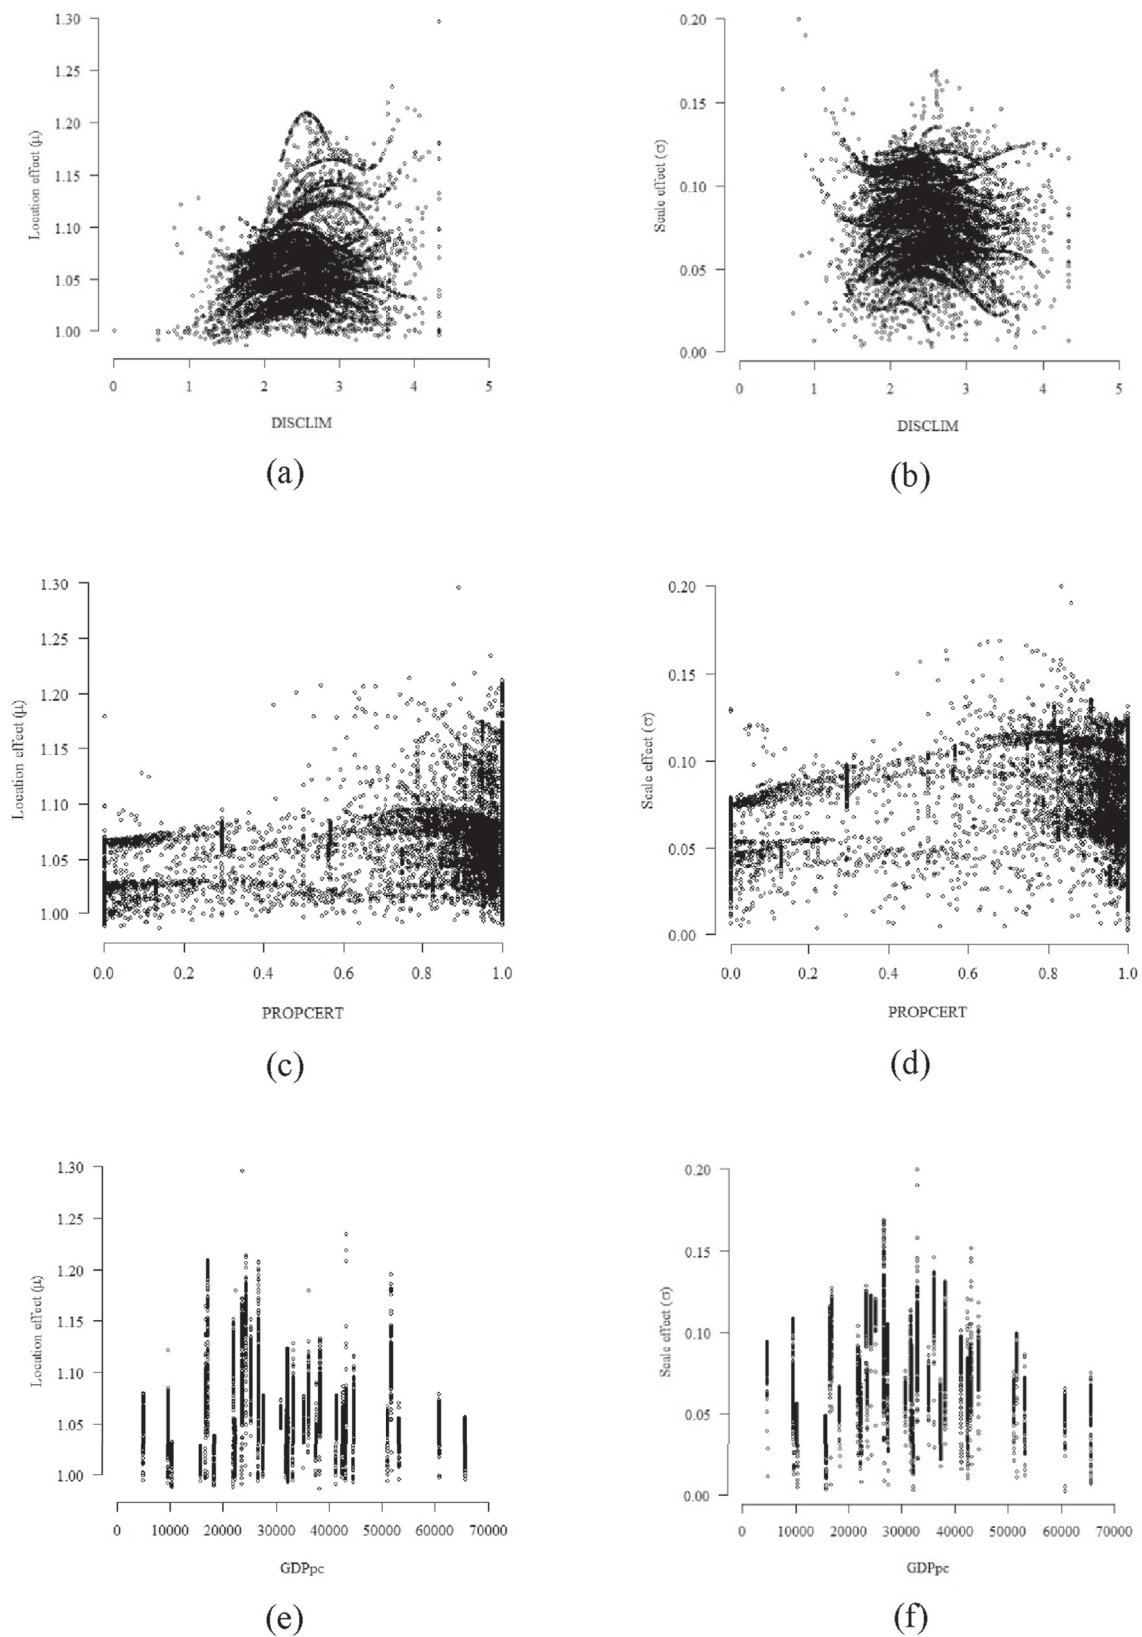 Location effect (μ)
1.30
1.25
1.20
1.15
1.10
1.05
1.00
0 1 2 3 4 5
DISCLIM
(a)
Scale effect (σ)
0.20
0.15
0.10
0.05
0.00
0 1 2 3 4 5
DISCLIM
(b)
Location effect (μ)
1.30
1.25
1.20
1.15
1.10
1.05
1.00
0.0 0.2 0.4 0.6 0.8 1.0
PROPCERT
(c)
Scale effect (σ)
0.20
0.15
0.10
0.05
0.00
0.0 0.2 0.4 0.6 0.8 1.0
PROPCERT
(d)
Location effect (μ)
1.30
1.25
1.20
1.15
1.10
1.05
1.00
0 10000 20000 30000 40000 50000 60000 70000
GDPpc
(e)
Scale effect (σ)
0.20
0.15
0.10
0.05
0.00
0 10000 20000 30000 40000 50000 60000 70000
GDPpc
(f)